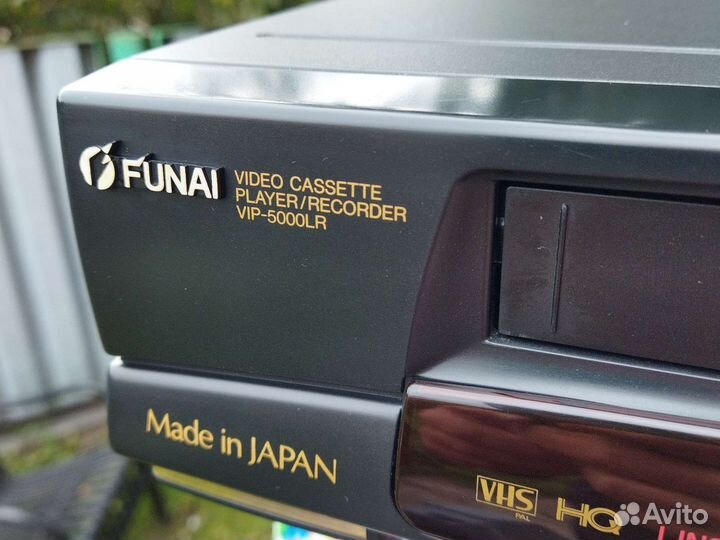 FUNAI
VIDEO CASSETTE
PLAYER/RECORDER
VIP-5000LR
Made in JAPAN
VHS
PAL
HQ
Avito